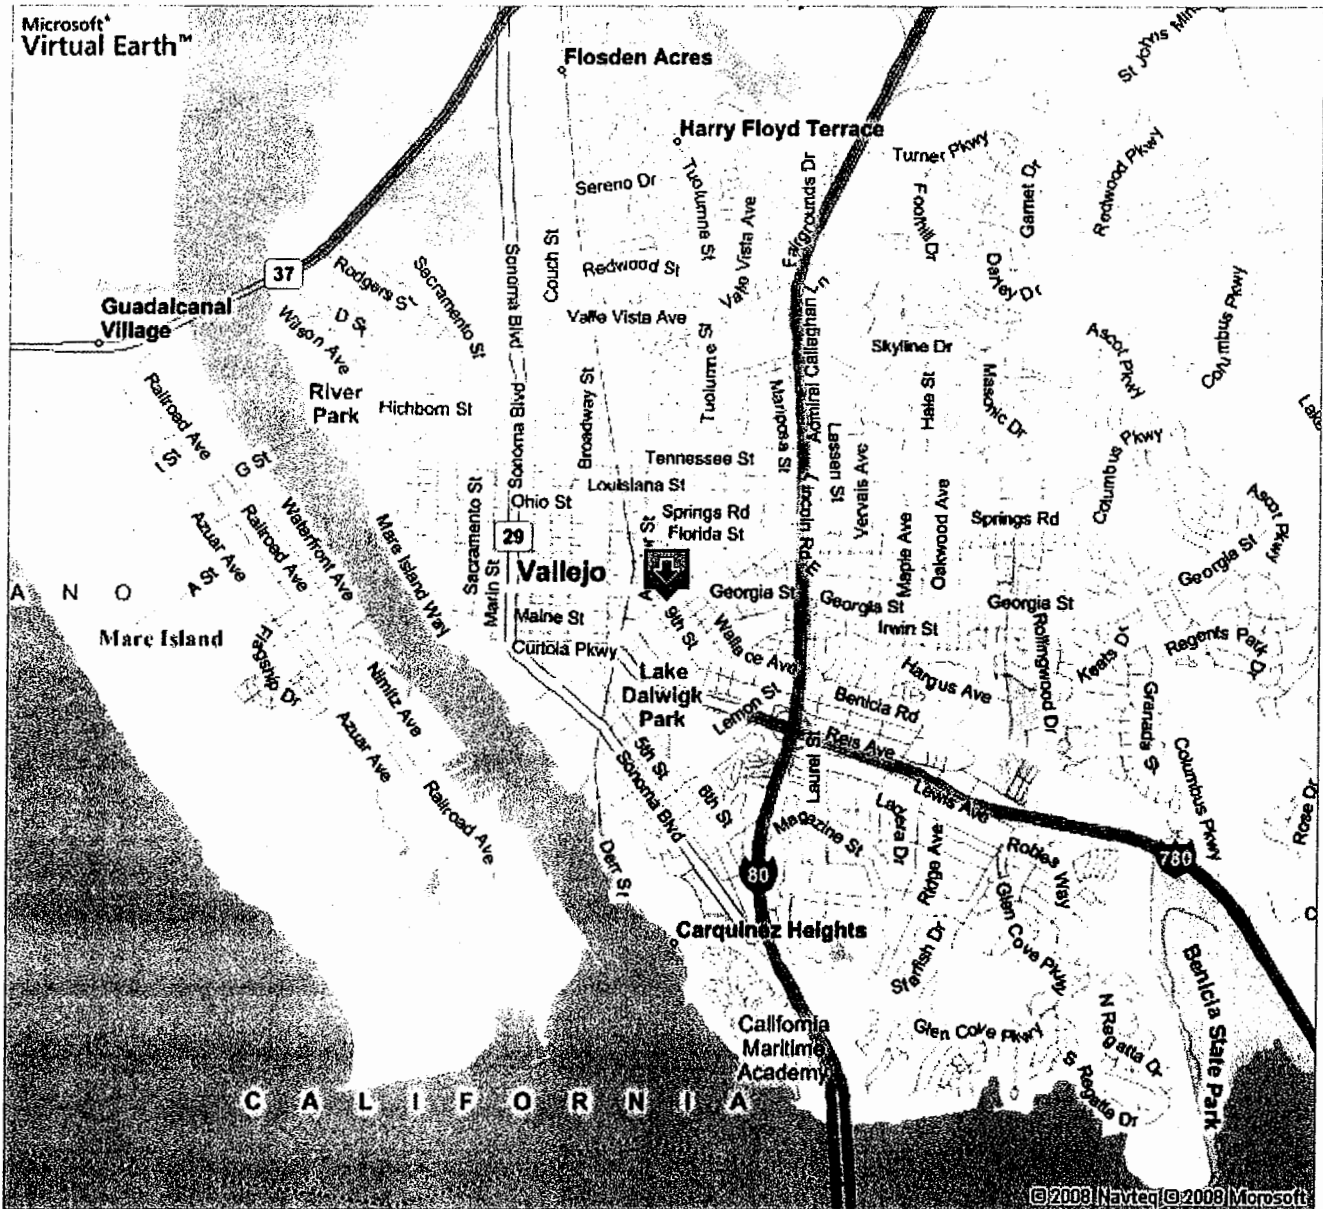 Microsoft®
Virtual Earth™
Flosden Acres
St Johns
Harry Floyd Terrace
Turner Pkwy
Sereno Dr
Tuolumne St
Valle Vista Ave
Fairgrounds Dr
Foothill Dr
Garnet Dr
Redwood Pkwy
37
Rodgers St
Sacramento St
Sonoma Blvd
Couch St
Redwood St
Darley Dr
Guadalcanal
Village
Wilson Ave
D St
Valle Vista Ave
Tuolumne St
Admiral Callaghan Ln
Skyline Dr
Ascot Pkwy
Columbus Pkwy
Railroad Ave
River
Park
Hichborn St
Sonoma Blvd
Broadway St
Mariposa St
Hale St
Masonic Dr
Lake
I St
G St
Tennessee St
Lassen St
Vervais Ave
Columbus Pkwy
Louisiana St
Ohio St
Sacramento St
Springs Rd
Florida St
Lincoln Rd E
Maple Ave
Oakwood Ave
Springs Rd
Ascot Pkwy
Azuar Ave
Railroad Ave
Waterfront Ave
Mare Island Way
29
Vallejo
Marin St
Georgia St
Georgia St
Georgia St
Georgia St
A N O
A St
Mare Island
Flagship Dr
Maine St
9th St
Wallace Ave
Irwin St
Rollingwood Dr
Keats Dr
Regents Park Dr
Curtola Pkwy
Nimitz Ave
Lake
Dalwigk
Park
Lemon St
Benicia Rd
Hargus Ave
Granada St
Azuar Ave
5th St
Sonoma Blvd
Laurel St
Reis Ave
Columbus Pkwy
Railroad Ave
6th St
Magazine St
Lewis Ave
Rose Dr
Derr St
80
Ridge Ave
Robles Way
780
Carquinez Heights
Starfish Dr
Glen Cove Pkwy
Benicia State Park
California
Maritime
Academy
Glen Cove Pkwy
N Regatta Dr
S Regatta Dr
C A L I F O R N I A
© 2008 Navteq © 2008 Microsoft